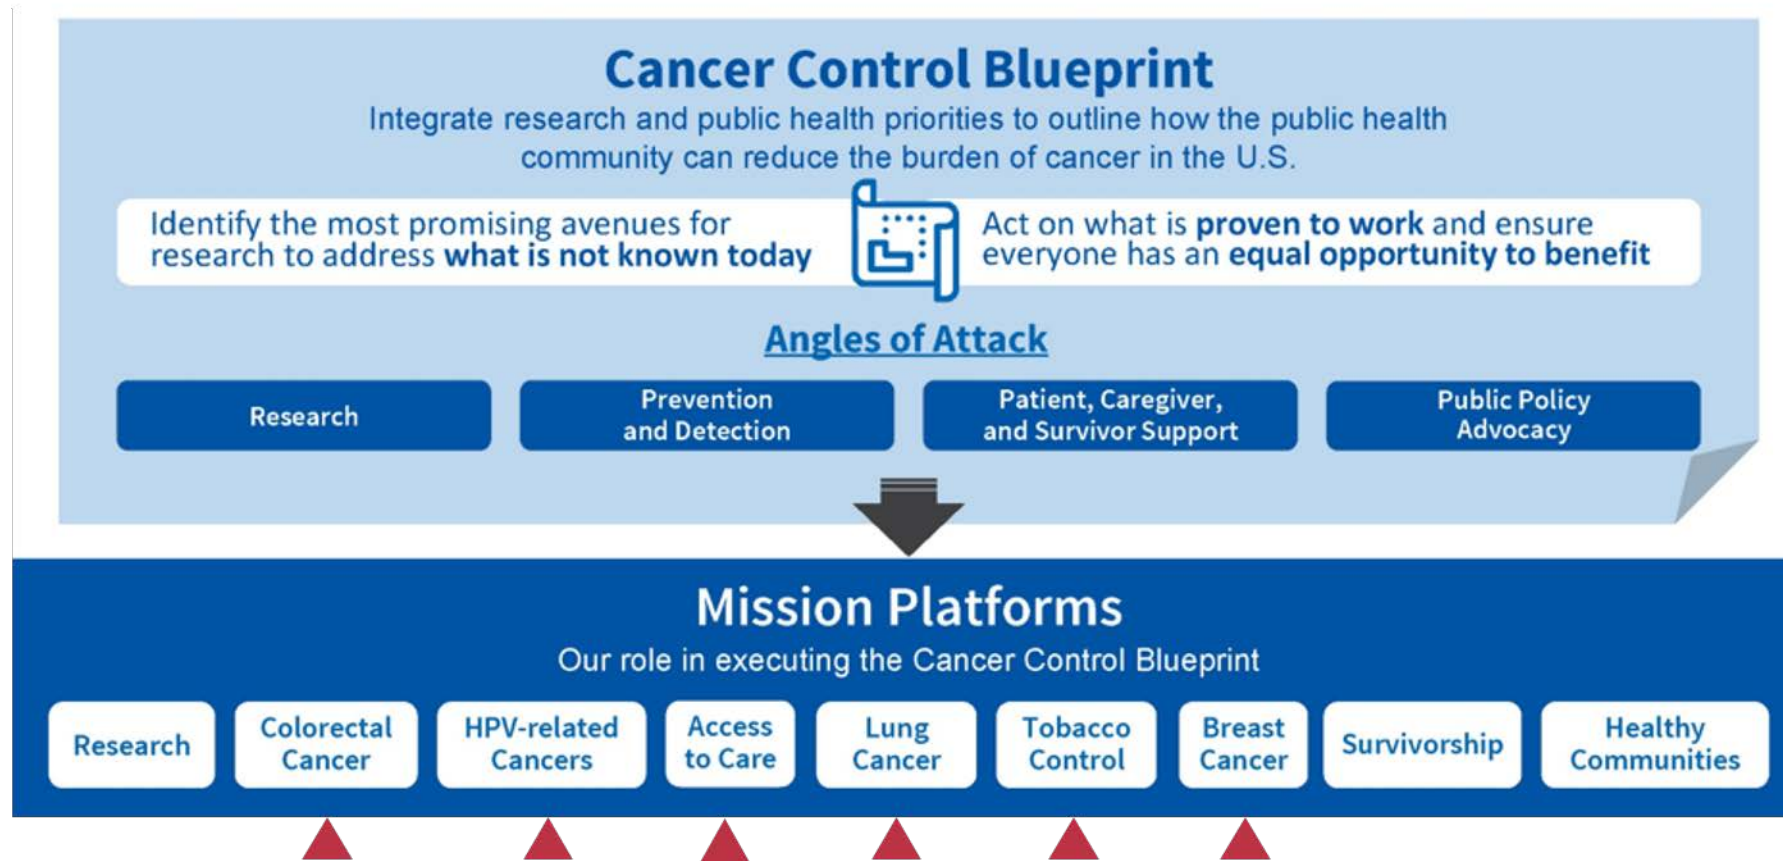 Cancer Control Blueprint
Integrate research and public health priorities to outline how the public health
community can reduce the burden of cancer in the U.S.
Identify the most promising avenues for
research to address what is not known today
Act on what is proven to work and ensure
everyone has an equal opportunity to benefit
Angles of Attack
Research
Prevention
and Detection
Patient, Caregiver,
and Survivor Support
Public Policy
Advocacy
Mission Platforms
Our role in executing the Cancer Control Blueprint
Research
Colorectal
Cancer
HPV-related
Cancers
Access
to Care
Lung
Cancer
Tobacco
Control
Breast
Cancer
Survivorship
Healthy
Communities